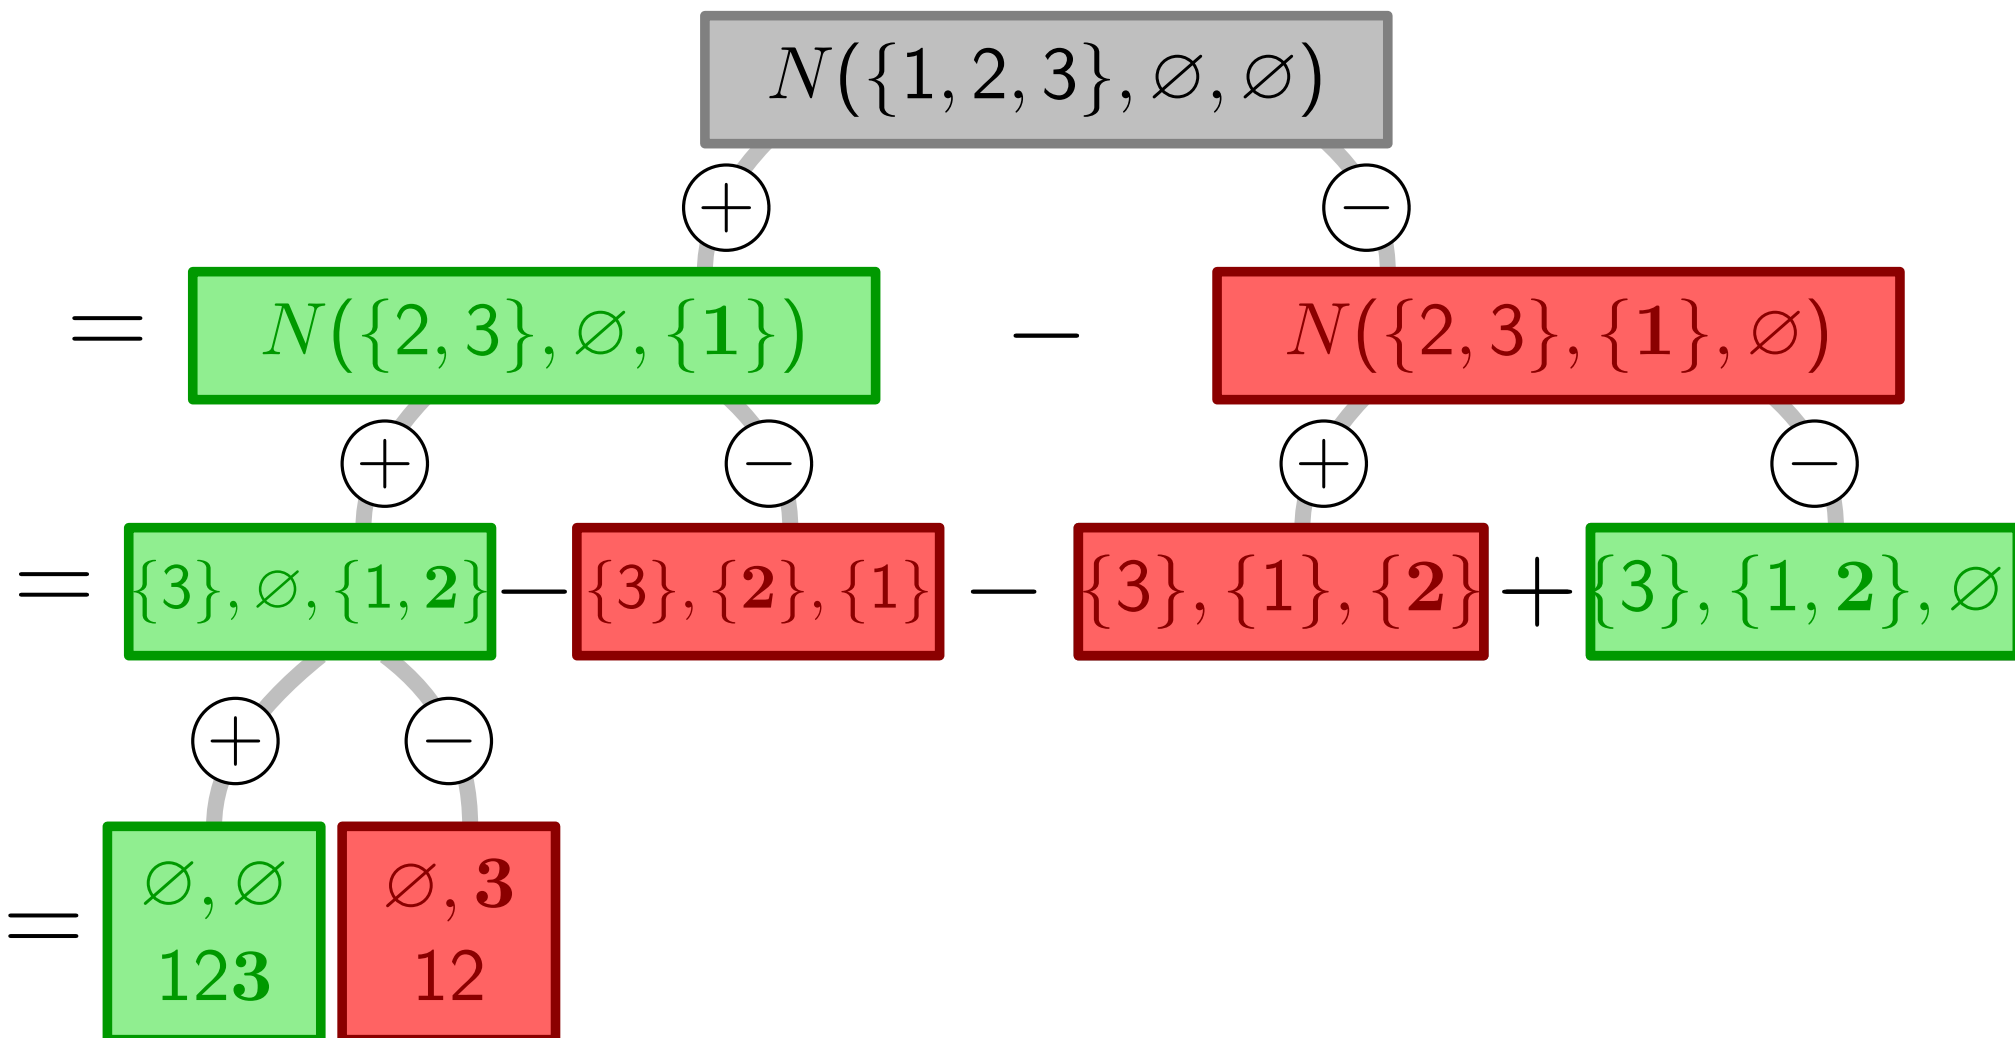 N({1, 2, 3}, ∅, ∅)
+ −
= N({2, 3}, ∅, {1}) − N({2, 3}, {1}, ∅)
+ − + −
= {3}, ∅, {1, 2} − {3}, {2}, {1} − {3}, {1}, {2} + {3}, {1, 2}, ∅
+ −
= ∅, ∅ ∅, 3
123 12